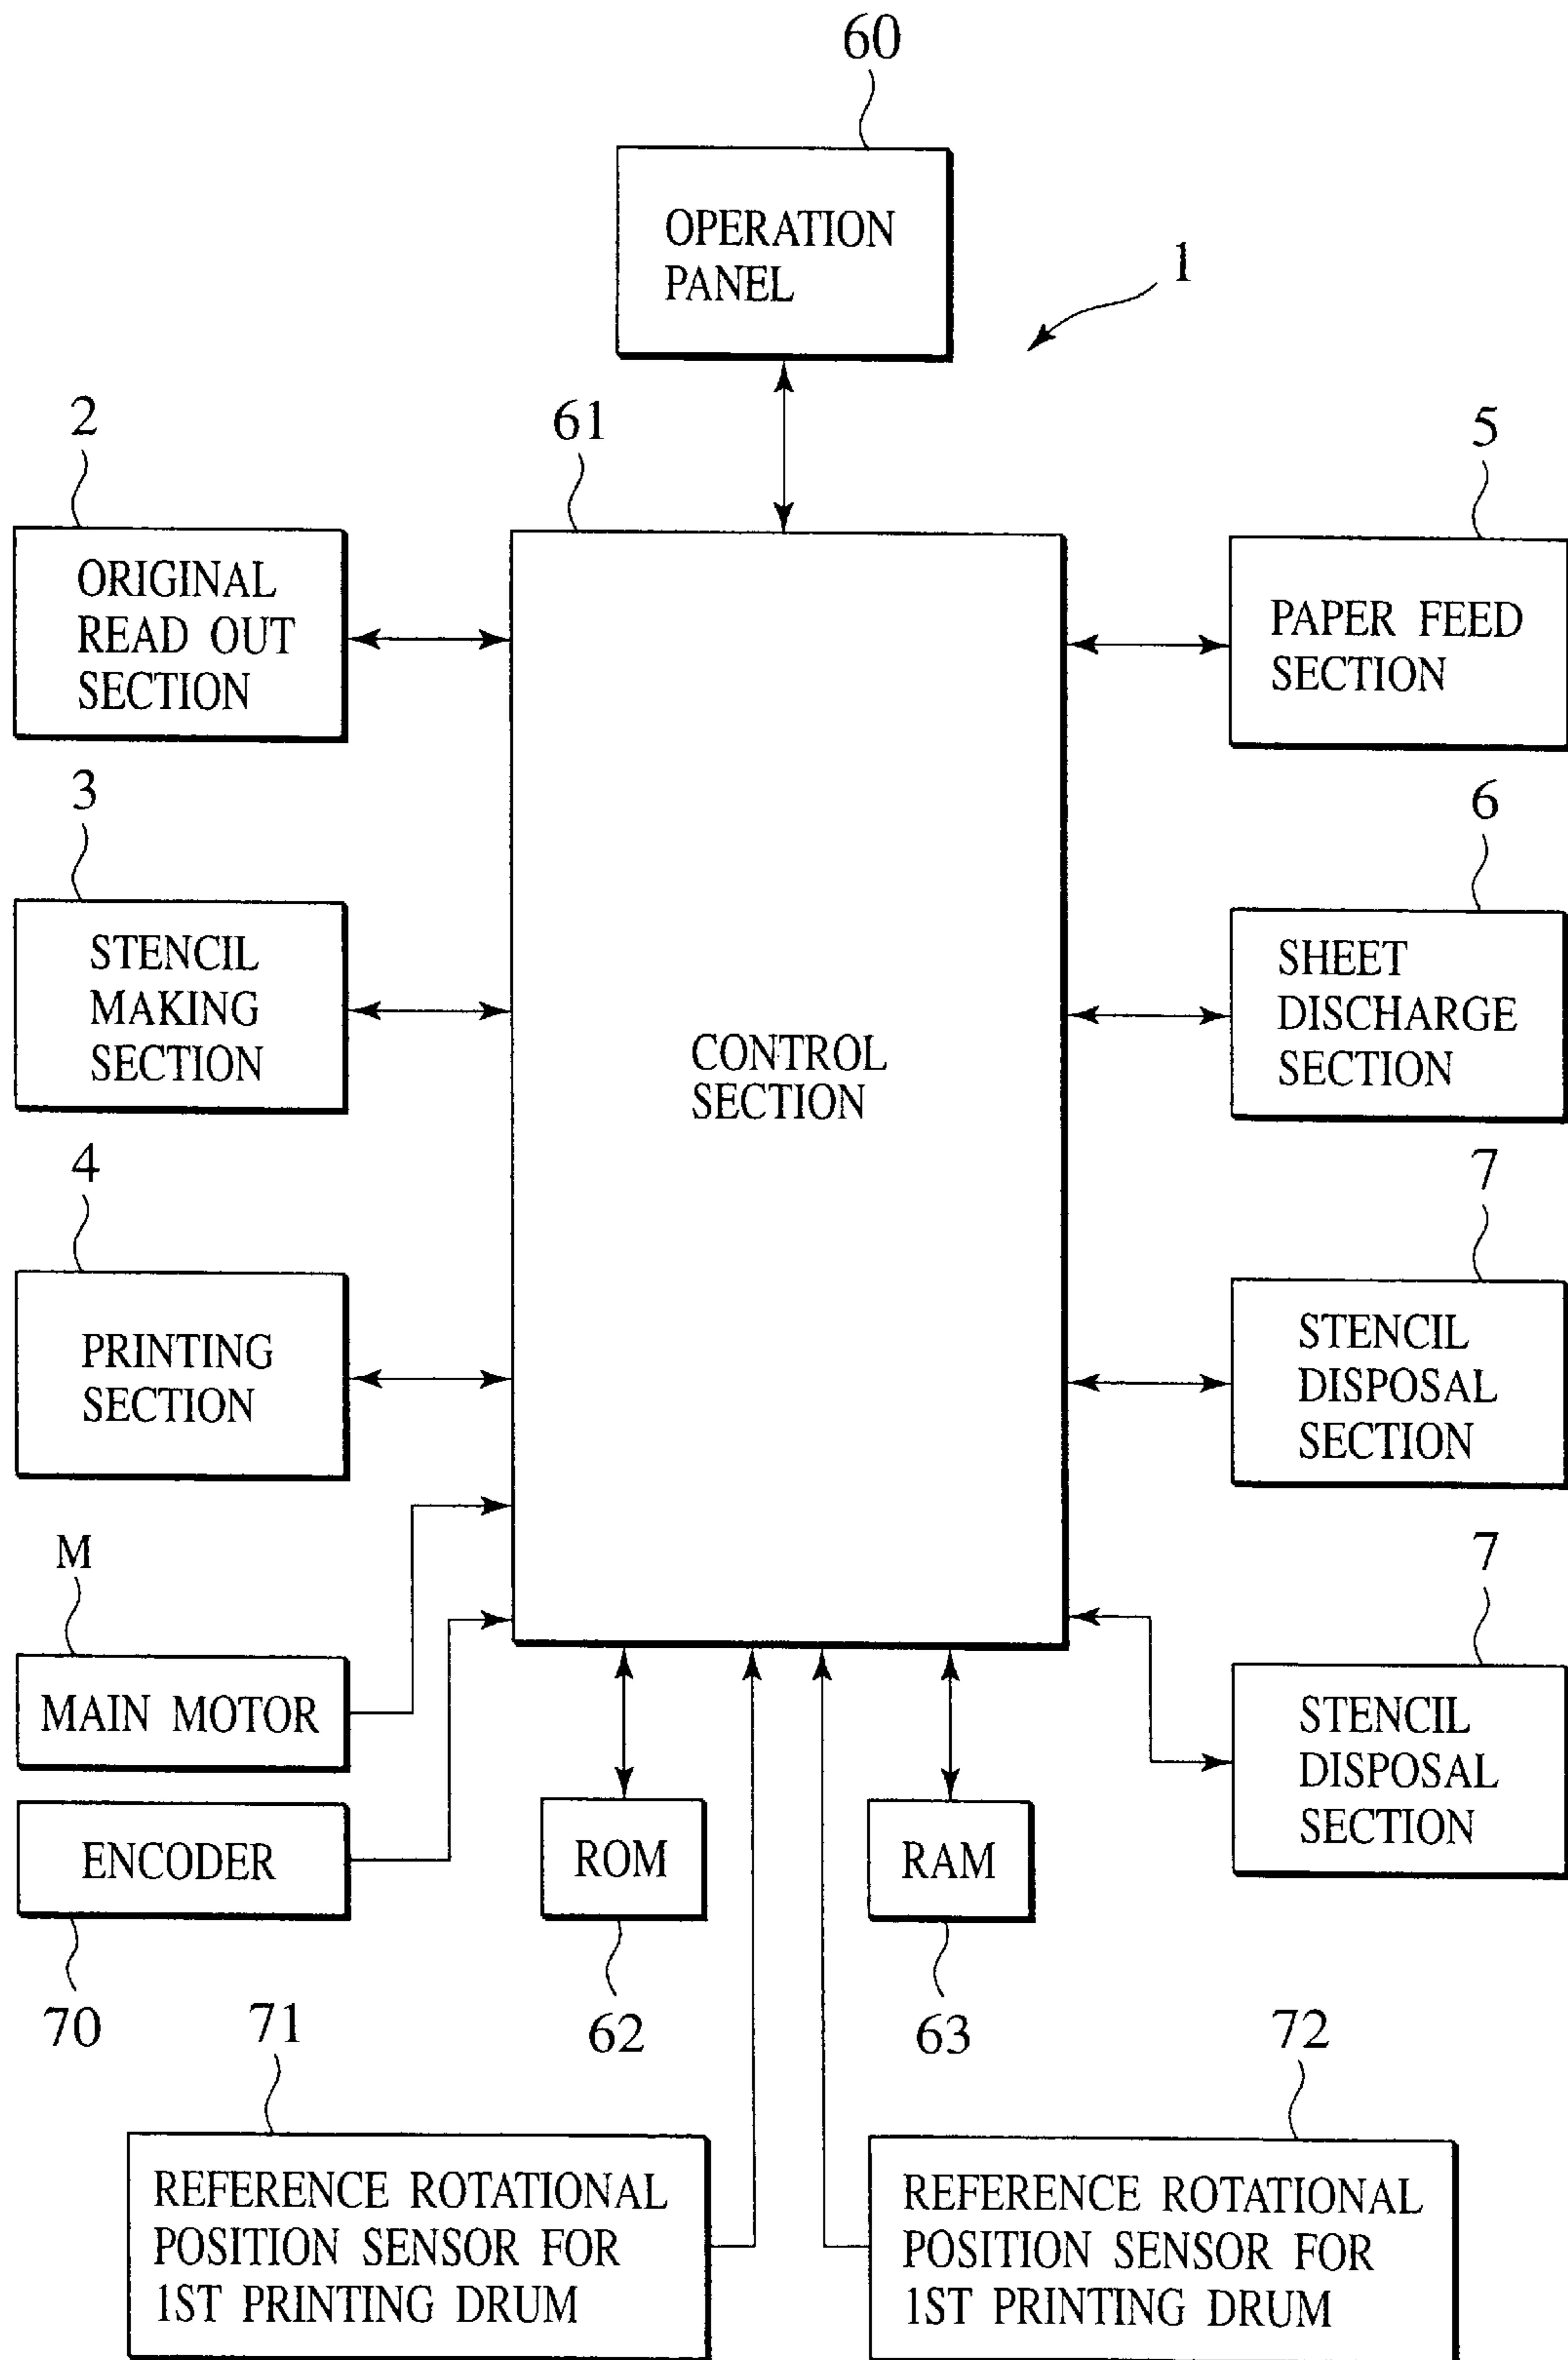 60
OPERATION
PANEL
1
2
ORIGINAL
READ OUT
SECTION
61
5
PAPER FEED
SECTION
3
STENCIL
MAKING
SECTION
CONTROL
SECTION
6
SHEET
DISCHARGE
SECTION
4
PRINTING
SECTION
7
STENCIL
DISPOSAL
SECTION
M
MAIN MOTOR
7
STENCIL
DISPOSAL
SECTION
ENCODER
70
ROM
62
RAM
63
71
REFERENCE ROTATIONAL
POSITION SENSOR FOR
1ST PRINTING DRUM
72
REFERENCE ROTATIONAL
POSITION SENSOR FOR
1ST PRINTING DRUM